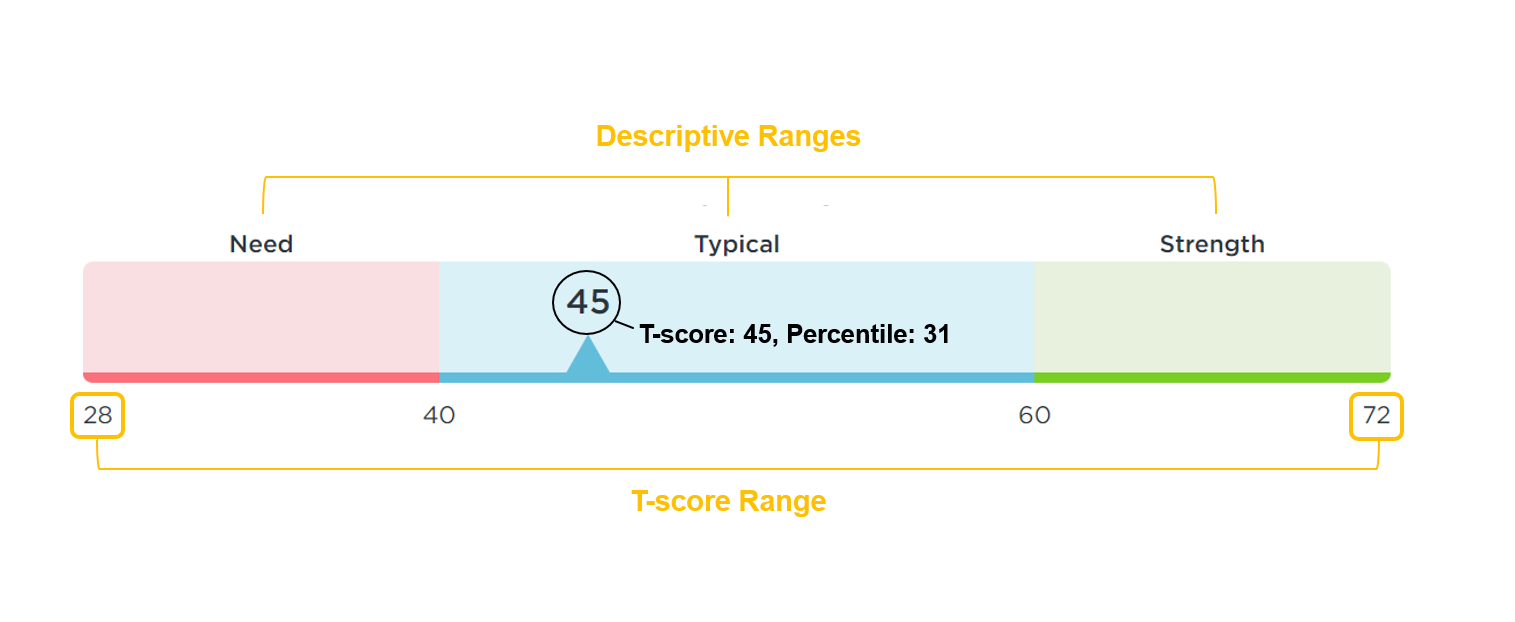 Descriptive Ranges
Need
Typical
Strength
45
T-score: 45, Percentile: 31
28
40
60
72
T-score Range